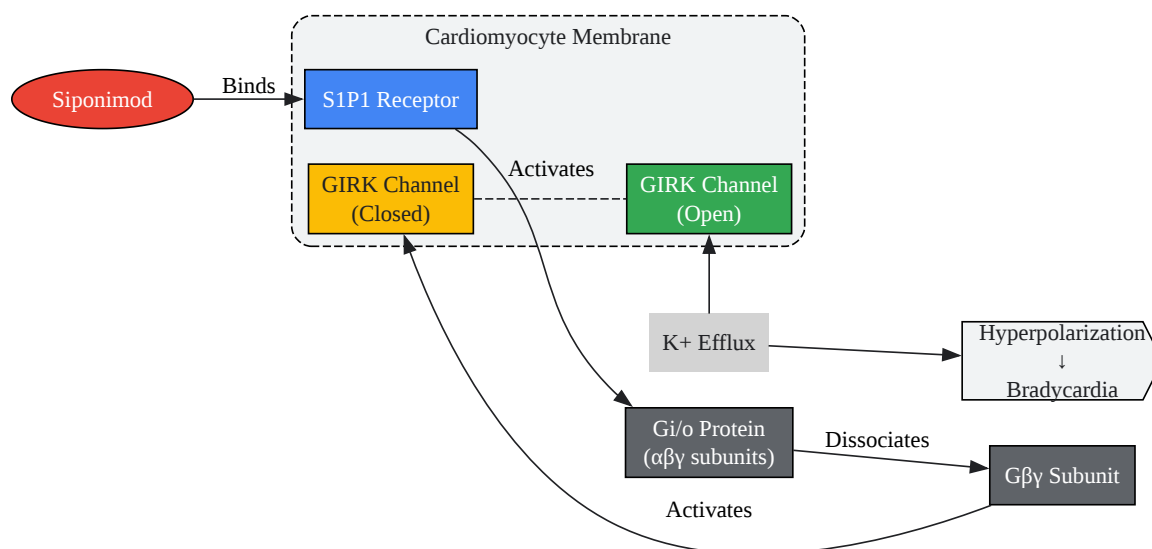 Cardiomyocyte Membrane
Siponimod
Binds
S1P1 Receptor
GIRK Channel
(Closed)
Activates
GIRK Channel
(Open)
K+ Efflux
Hyperpolarization
↓
Bradycardia
Gi/o Protein
(αβγ subunits)
Dissociates
Gβγ Subunit
Activates